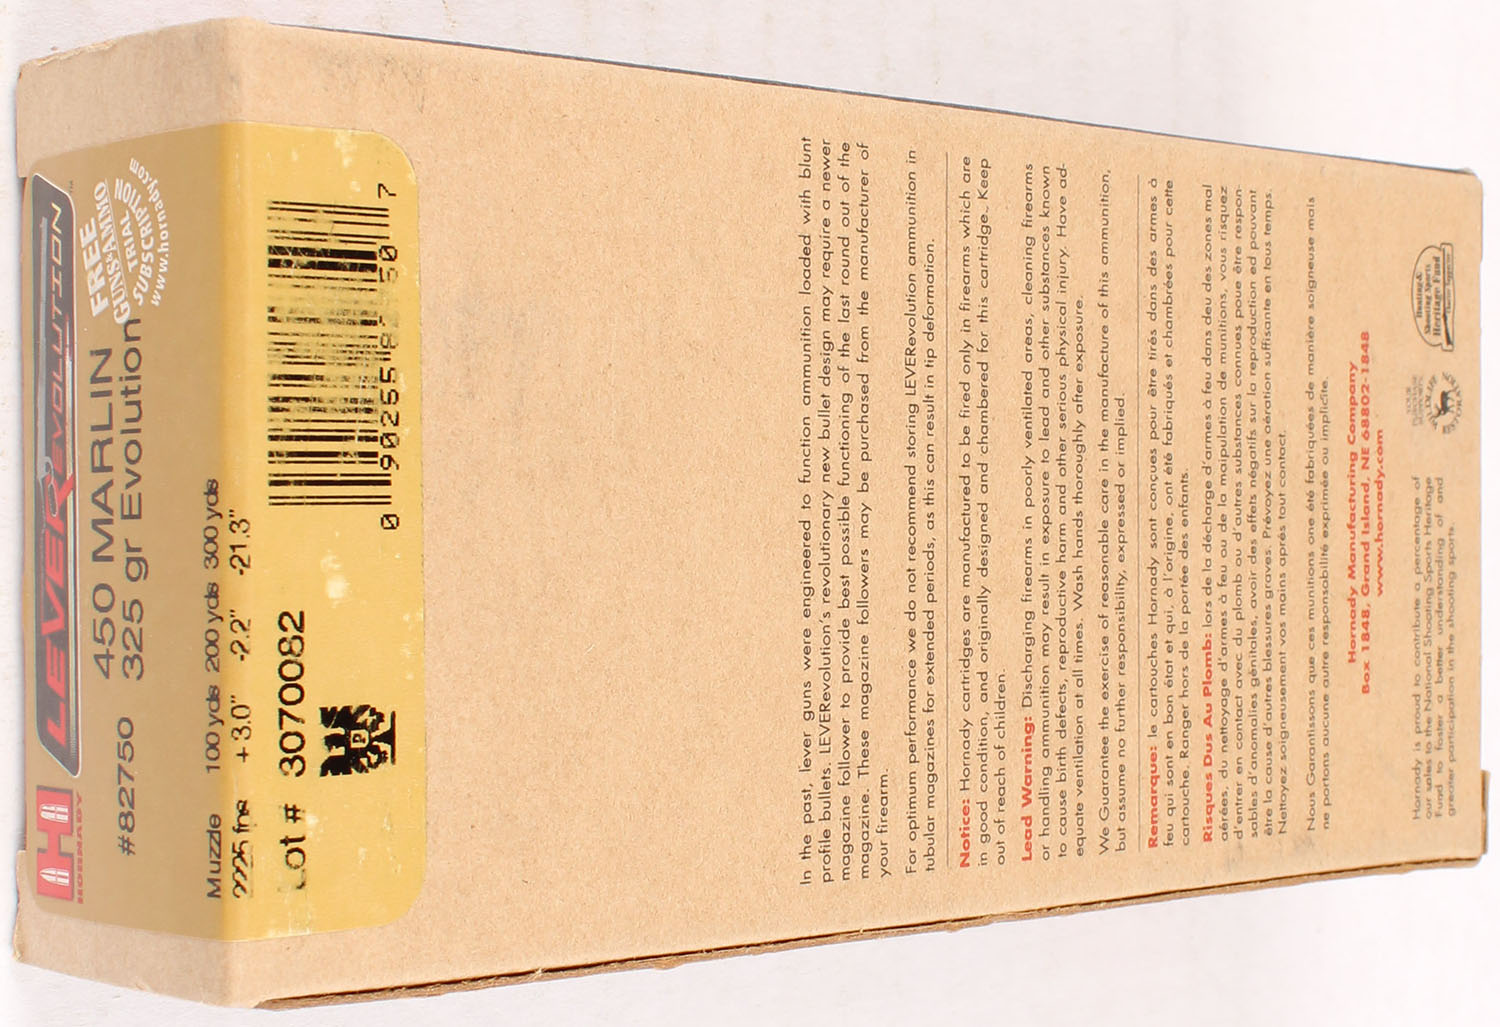 HORNADY
LEVERevolution™
FREE
GUNS&AMMO
TRIAL
SUBSCRIPTION
www.hornady.com
#82750 450 MARLIN
325 gr Evolution
Muzzle 100 yds 200 yds 300 yds
2225 fps +3.0" -2.2" -21.3"
Lot # 3070082
0 90255 8 50 7
In the past, lever guns were engineered to function ammunition loaded with blunt
profile bullets. LEVERevolution's revolutionary new bullet design may require a newer
magazine follower to provide best possible functioning of the last round out of the
magazine. These magazine followers may be purchased from the manufacturer of
your firearm.
For optimum performance we do not recommend storing LEVERevolution ammunition in
tubular magazines for extended periods, as this can result in tip deformation.
Notice: Hornady cartridges are manufactured to be fired only in firearms which are
in good condition, and originally designed and chambered for this cartridge. Keep
out of reach of children.
Lead Warning: Discharging firearms in poorly ventilated areas, cleaning firearms
or handling ammunition may result in exposure to lead and other substances known
to cause birth defects, reproductive harm and other serious physical injury. Have ad-
equate ventilation at all times. Wash hands thoroughly after exposure.
We Guarantee the exercise of reasonable care in the manufacture of this ammunition,
but assume no further responsibility, expressed or implied.
Remarque: le cartouches Hornady sont conçues pour être tirés dans des armes à
feu qui sont en bon état et qui, à l'origine, ont été fabriqués et chambrées pour cette
cartouche. Ranger hors de la portée des enfants.
Risques Dus Au Plomb: lors de la décharge d'armes à feu dans deu des zones mal
aérées, du nettoyage d'armes à feu ou de la maipulation de munitions, vous risquez
d'entrer en contact avec du plomb ou d'autres substances connues poue être respon-
sables d'anomalies génitales, avoir des effets négatifs sur la reproduction ed pouvant
être la cause d'autres blessures graves. Prévoyez une aération suffisante en tous temps.
Nettoyez soigneusement vos mains aprés tout contact.
Nous Garantissons que ces munitions one été fabriquées de manière soigneuse mais
ne portons aucune autre responsabilité exprimée ou implicite.
Hornady Manufacturing Company
Box 1848, Grand Island, NE 68802-1848
www.hornady.com
Hornady is proud to contribute a percentage of
our sales to the National Shooting Sports Heritage
Fund to foster a better understanding of and
greater participation in the shooting sports.
Hunting &
Shooting Sports
Heritage Fund